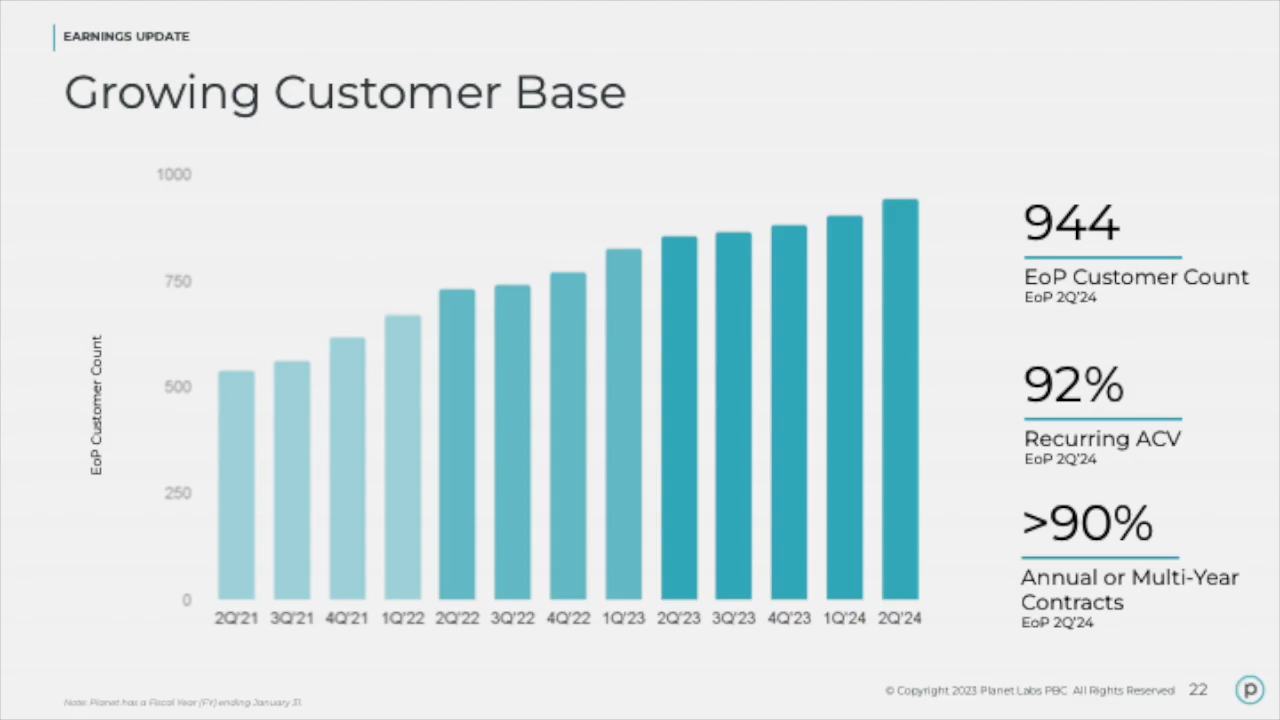 EARNINGS UPDATE
Growing Customer Base
1000
750
500
250
0
EoP Customer Count
2Q'21 3Q'21 4Q'21 1Q'22 2Q'22 3Q'22 4Q'22 1Q'23 2Q'23 3Q'23 4Q'23 1Q'24 2Q'24
944
EoP Customer Count
EoP 2Q'24
92%
Recurring ACV
EoP 2Q'24
>90%
Annual or Multi-Year
Contracts
EoP 2Q'24
Note: Planet has a Fiscal Year (FY) ending January 31.
© Copyright 2023 Planet Labs PBC All Rights Reserved 22
p